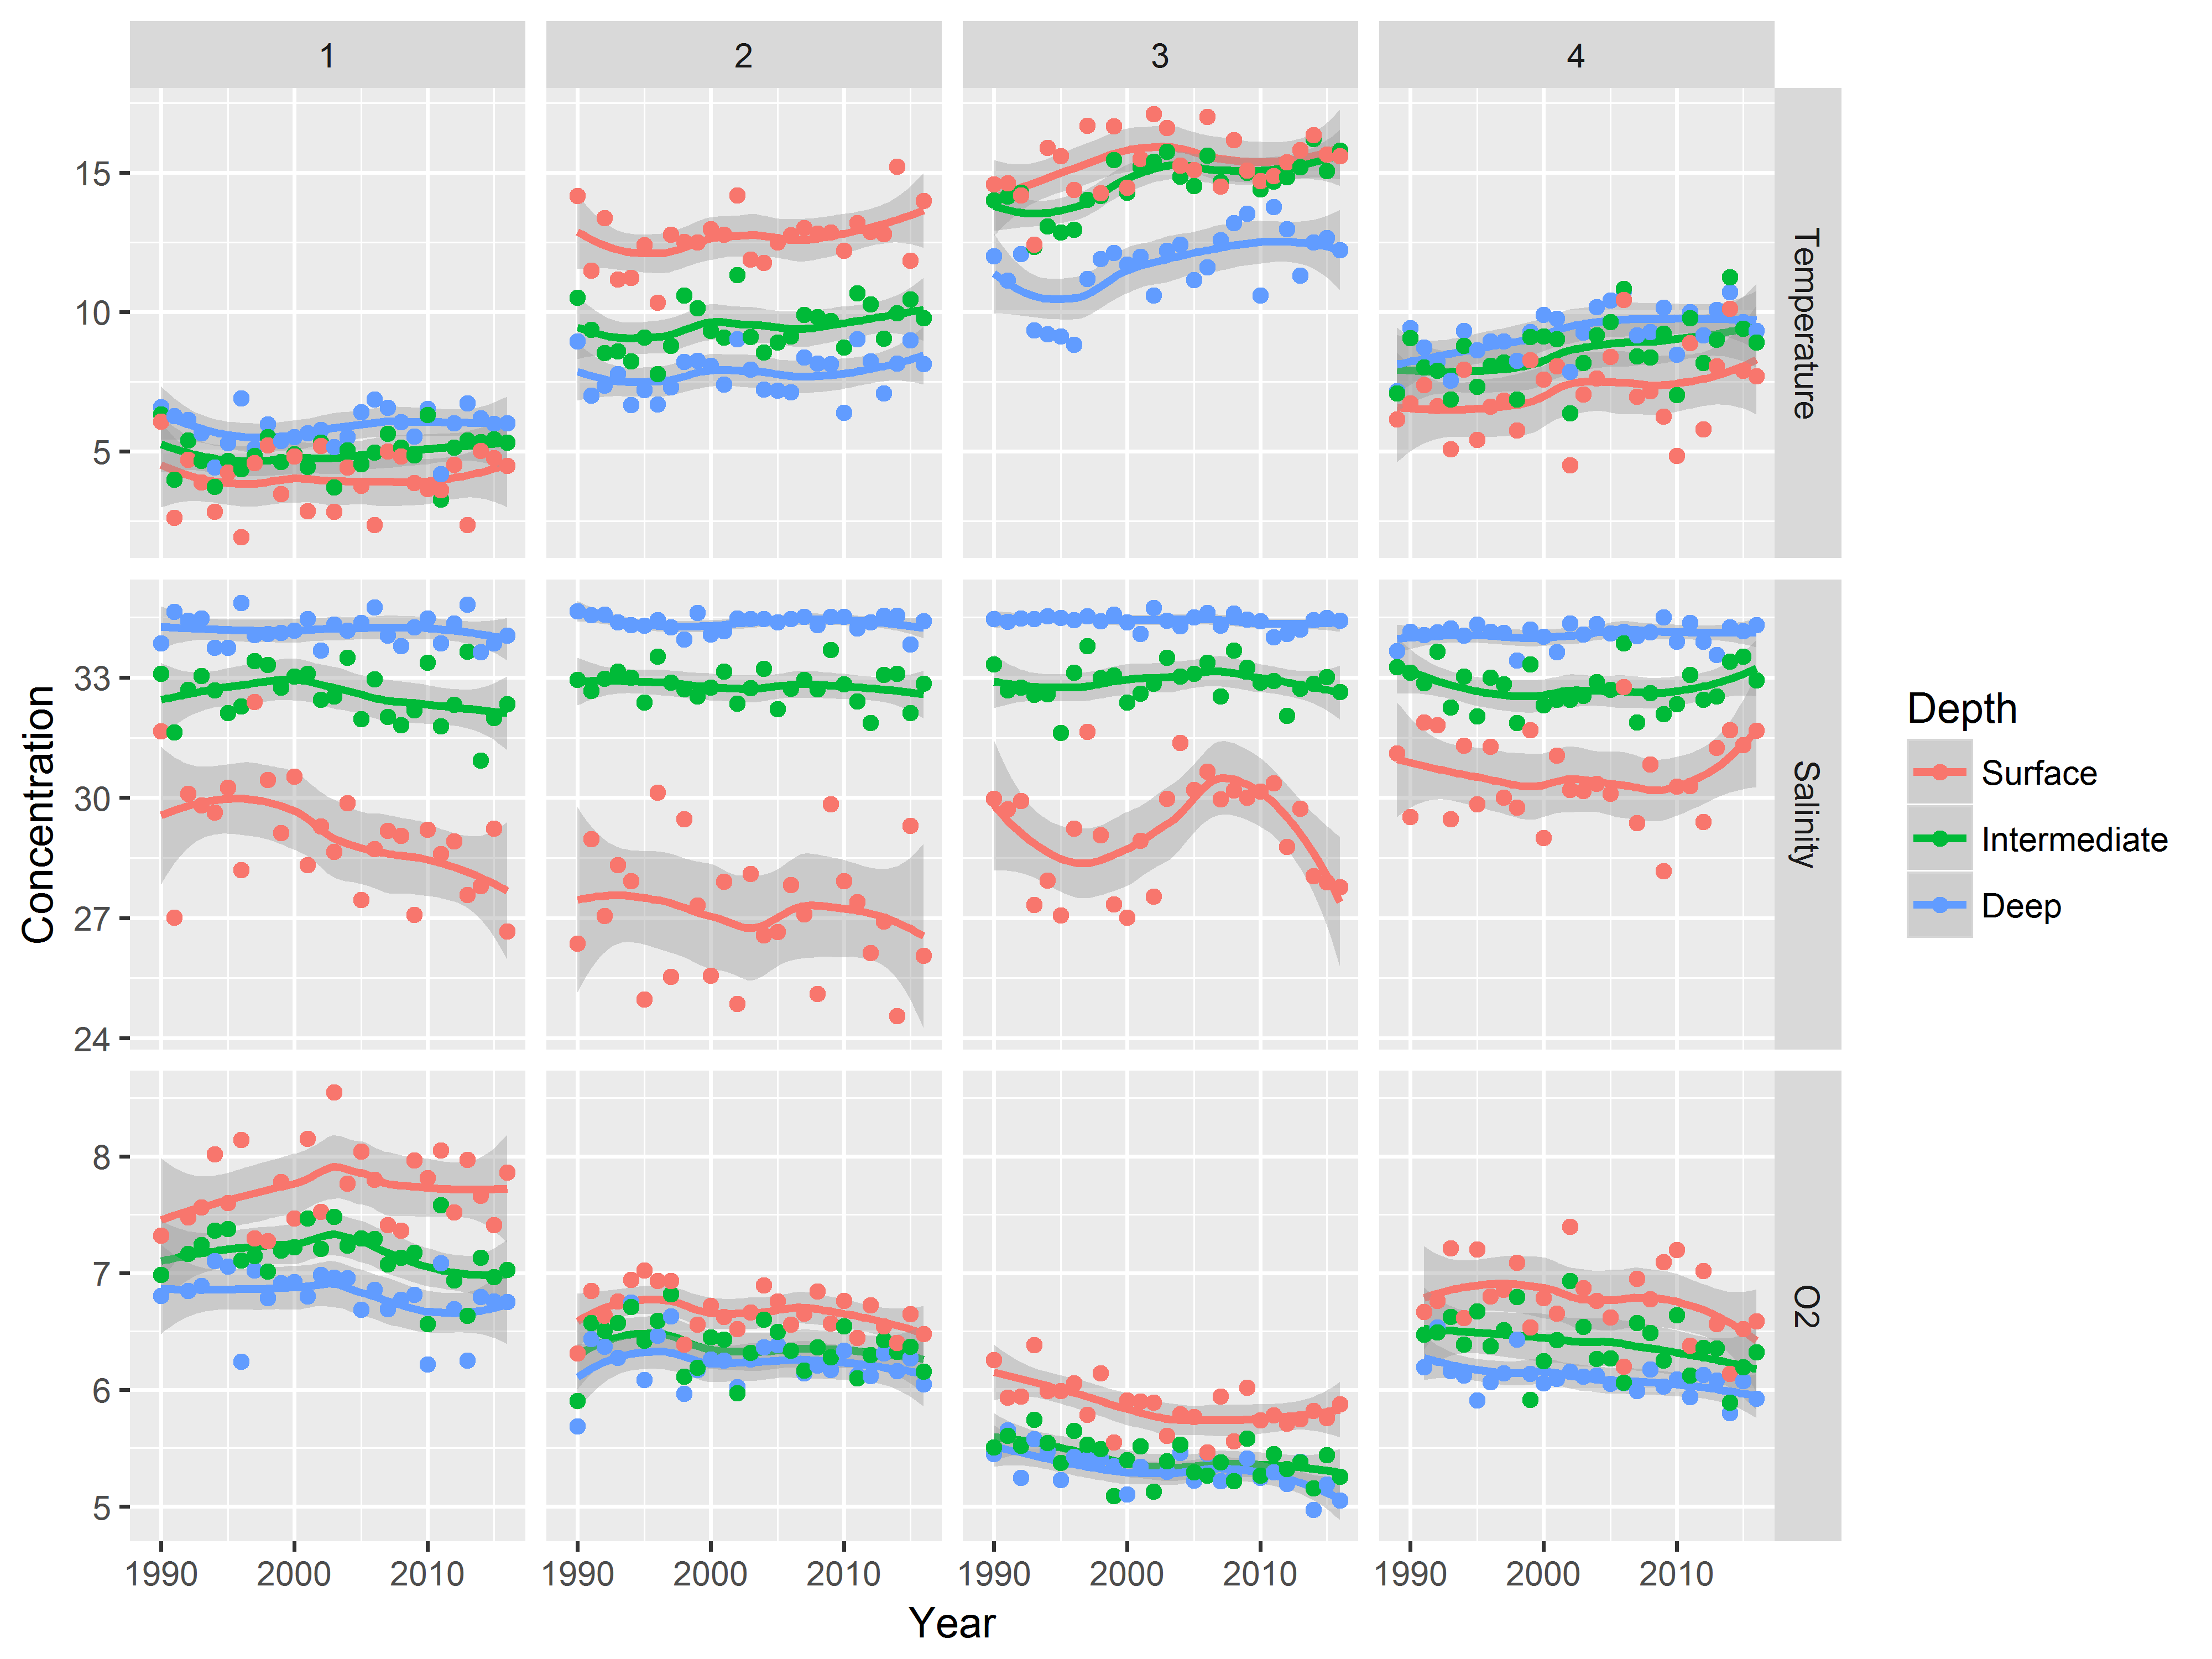 1 2 3 4
Temperature
15
10
5
Salinity
33
30
27
24
O2
8
7
6
5
1990 2000 2010 1990 2000 2010 1990 2000 2010 1990 2000 2010
Year
Concentration
Depth
Surface
Intermediate
Deep